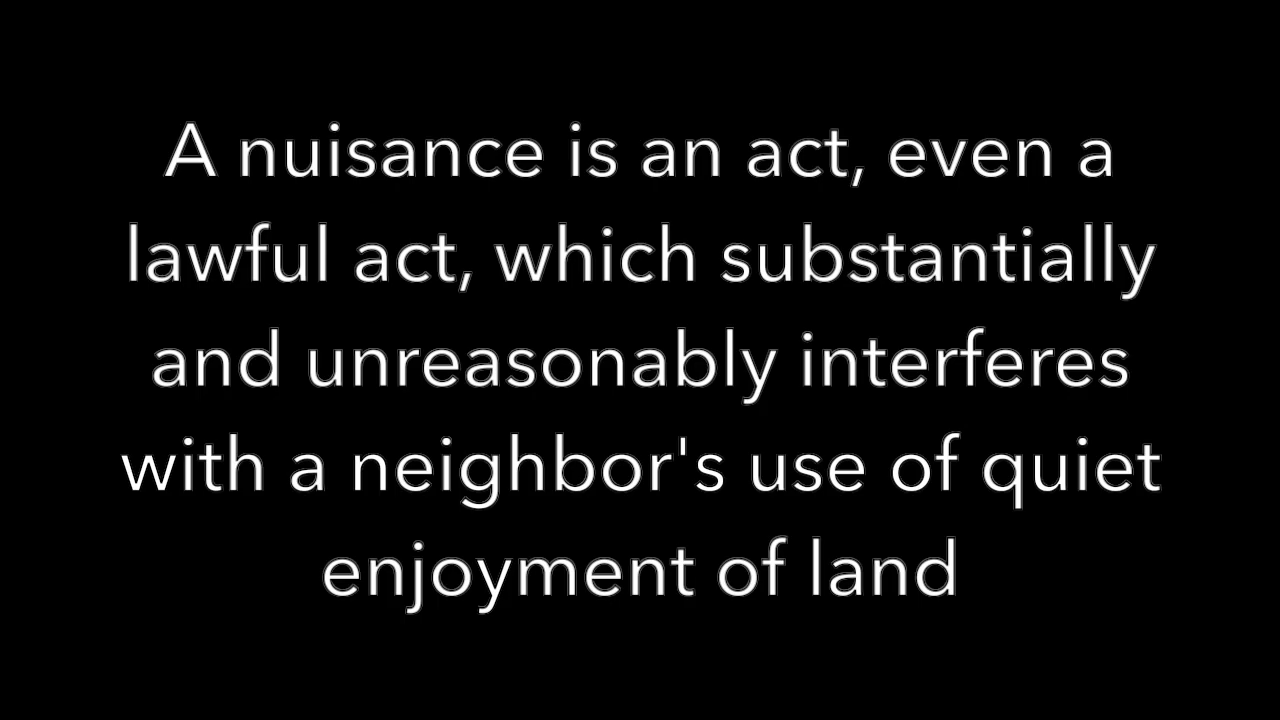 A nuisance is an act, even a
lawful act, which substantially
and unreasonably interferes
with a neighbor's use of quiet
enjoyment of land